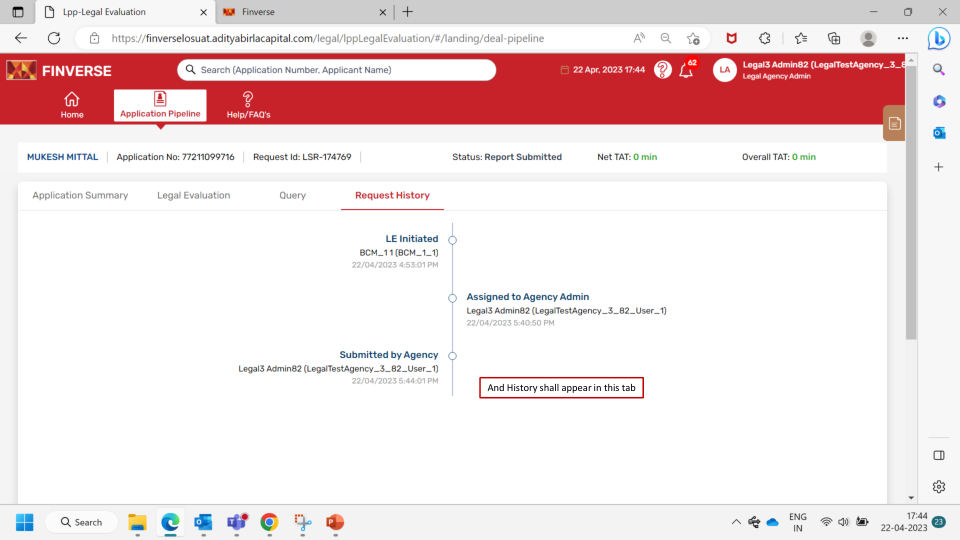 Lpp-Legal Evaluation
Finverse
https://finverselosuat.adityabirlacapital.com/legal/lppLegalEvaluation/#/landing/deal-pipeline
FINVERSE
Search (Application Number, Applicant Name)
22 Apr, 2023 17:44
62
LA
Legal3 Admin82 (LegalTestAgency_3_8
Legal Agency Admin
Home
Application Pipeline
Help/FAQ's
MUKESH MITTAL
Application No: 77211099716
Request Id: LSR-174769
Status: Report Submitted
Net TAT: 0 min
Overall TAT: 0 min
Application Summary
Legal Evaluation
Query
Request History
LE Initiated
BCM_1 1 (BCM_1_1)
22/04/2023 4:53:01 PM
Assigned to Agency Admin
Legal3 Admin82 (LegalTestAgency_3_82_User_1)
22/04/2023 5:40:50 PM
Submitted by Agency
Legal3 Admin82 (LegalTestAgency_3_82_User_1)
22/04/2023 5:44:01 PM
And History shall appear in this tab
Search
ENG
IN
17:44
22-04-2023
23